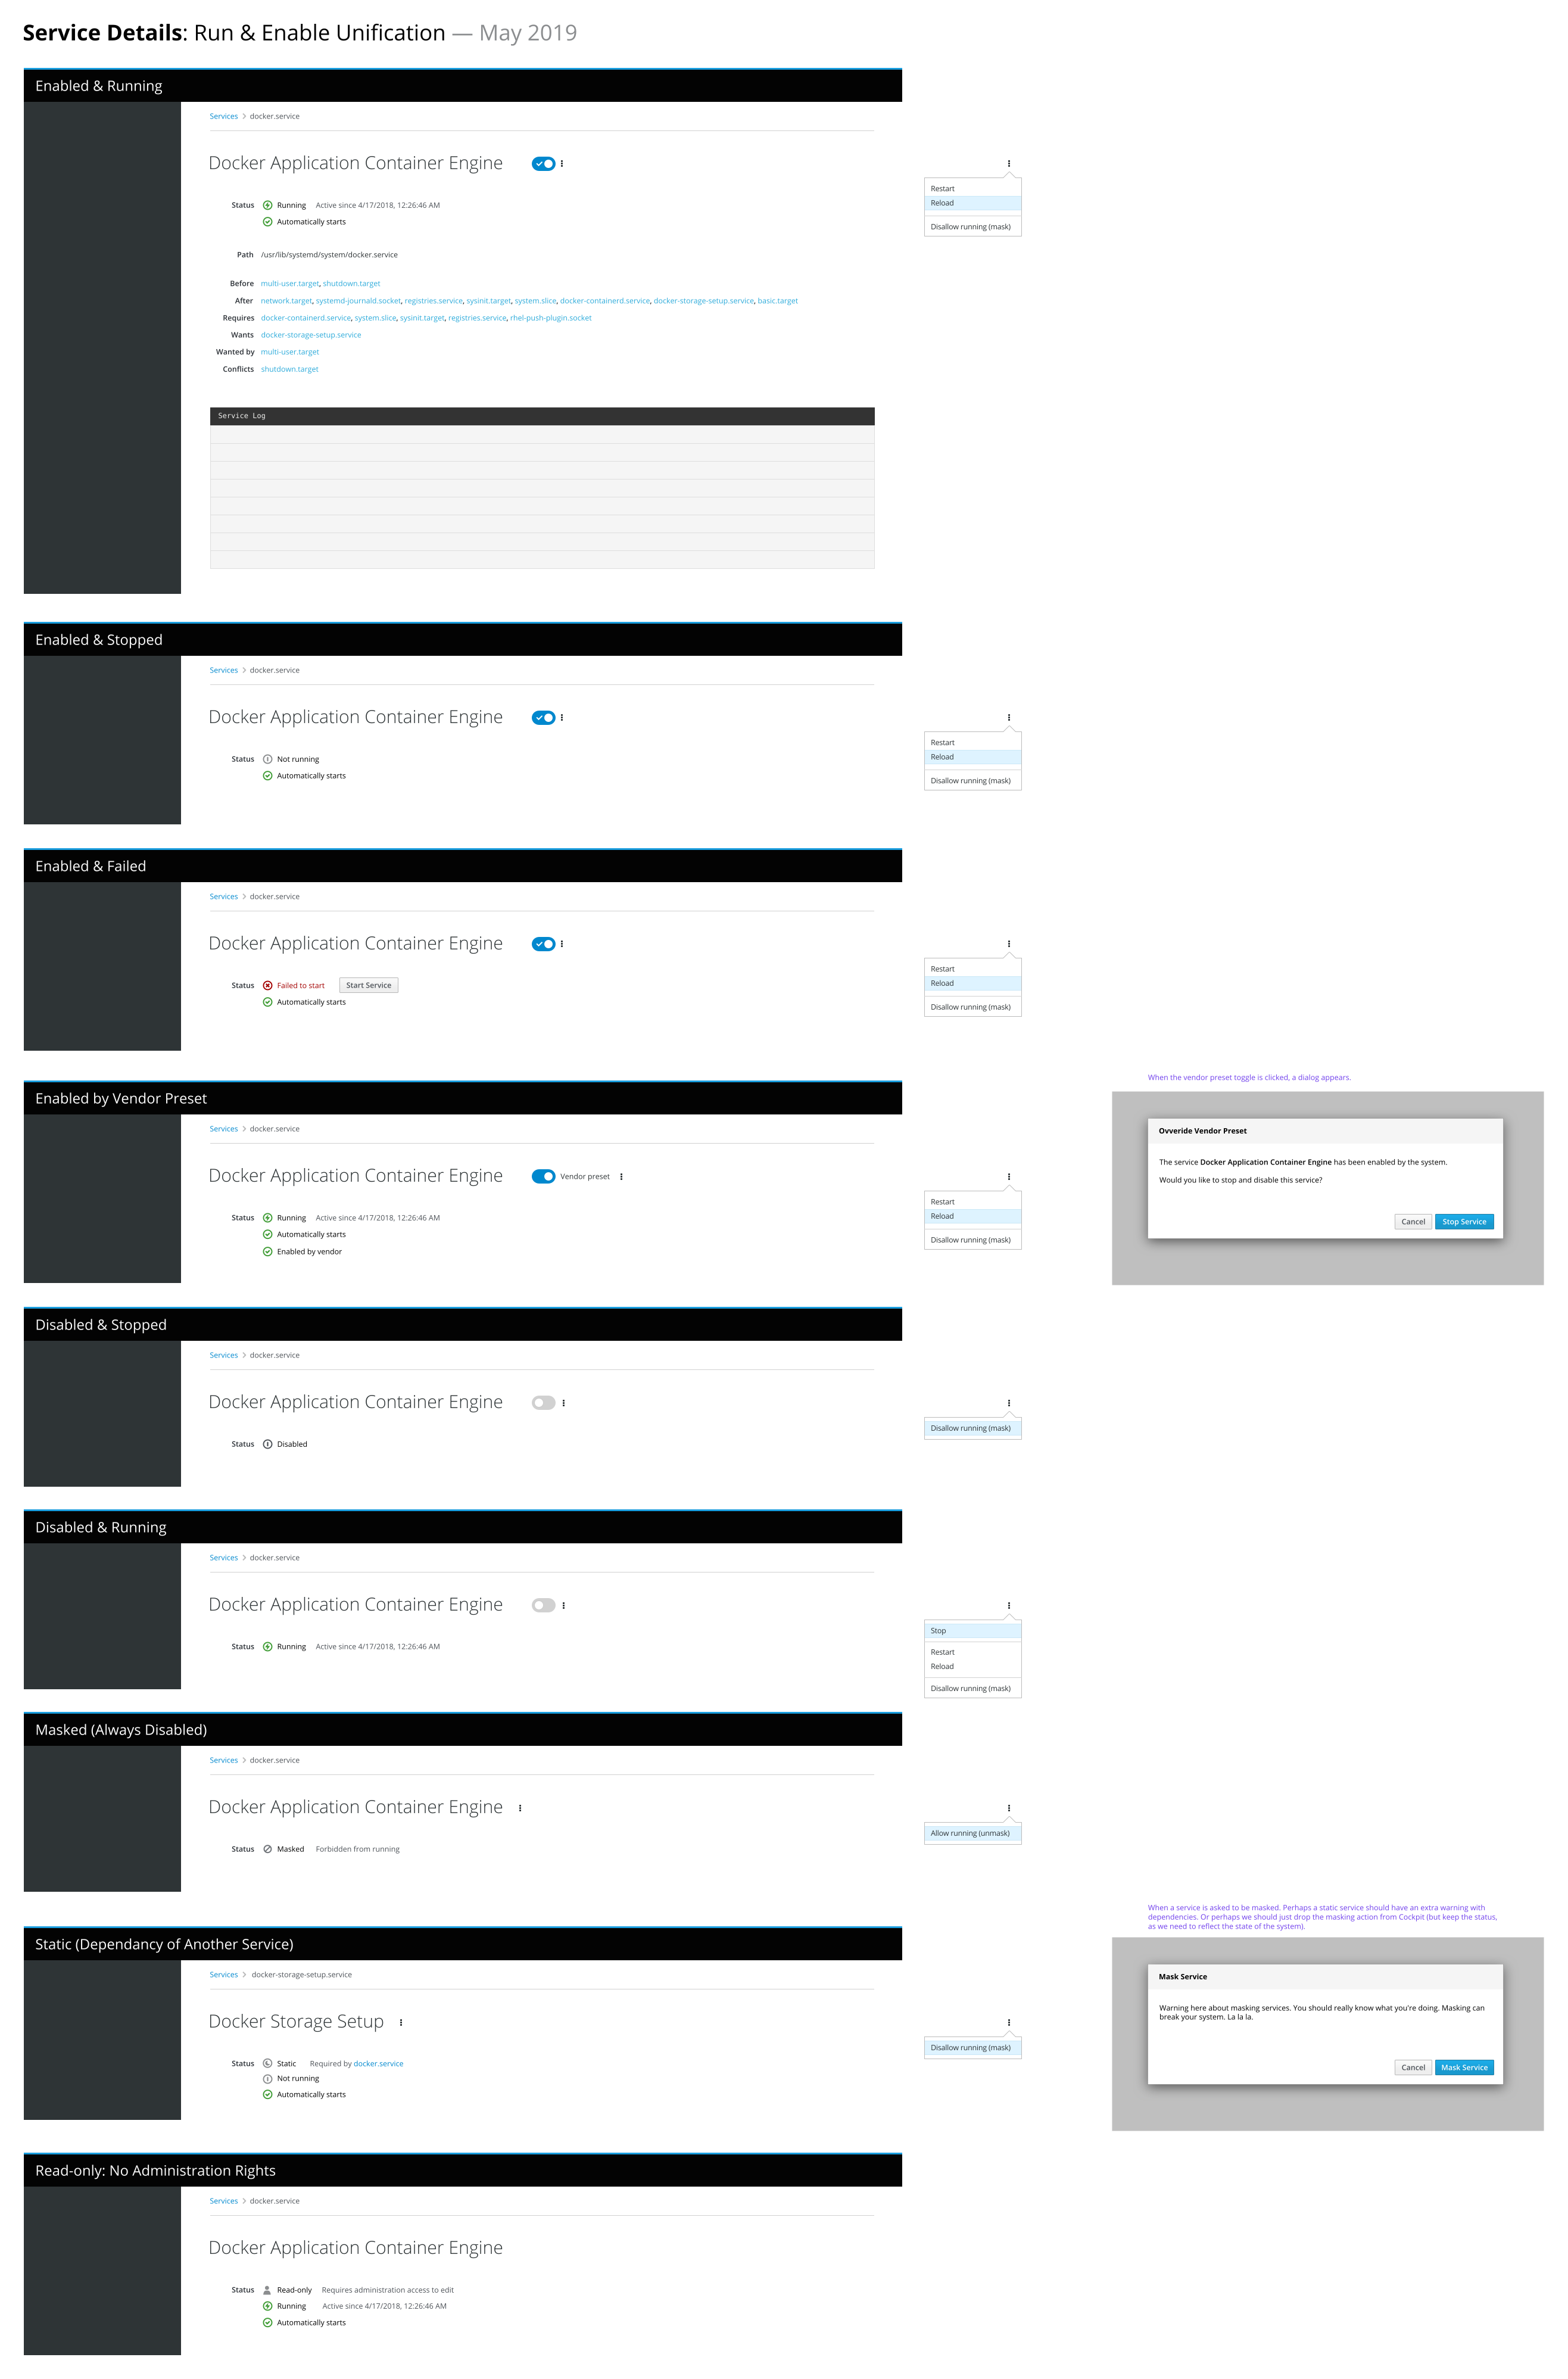 Service Details: Run & Enable Unification — May 2019
Enabled & Running
Services > docker.service
Docker Application Container Engine
Status Running Active since 4/17/2018, 12:26:46 AM
Automatically starts
Path /usr/lib/systemd/system/docker.service
Before multi-user.target, shutdown.target
After network.target, systemd-journald.socket, registries.service, sysinit.target, system.slice, docker-containerd.service, docker-storage-setup.service, basic.target
Requires docker-containerd.service, system.slice, sysinit.target, registries.service, rhel-push-plugin.socket
Wants docker-storage-setup.service
Wanted by multi-user.target
Conflicts shutdown.target
Service Log
Restart
Reload
Disallow running (mask)
Enabled & Stopped
Services > docker.service
Docker Application Container Engine
Status Not running
Automatically starts
Restart
Reload
Disallow running (mask)
Enabled & Failed
Services > docker.service
Docker Application Container Engine
Status Failed to start Start Service
Automatically starts
Restart
Reload
Disallow running (mask)
Enabled by Vendor Preset
Services > docker.service
Docker Application Container Engine Vendor preset
Status Running Active since 4/17/2018, 12:26:46 AM
Automatically starts
Enabled by vendor
Restart
Reload
Disallow running (mask)
When the vendor preset toggle is clicked, a dialog appears.
Ovveride Vendor Preset
The service Docker Application Container Engine has been enabled by the system.
Would you like to stop and disable this service?
Cancel Stop Service
Disabled & Stopped
Services > docker.service
Docker Application Container Engine
Status Disabled
Disallow running (mask)
Disabled & Running
Services > docker.service
Docker Application Container Engine
Status Running Active since 4/17/2018, 12:26:46 AM
Stop
Restart
Reload
Disallow running (mask)
Masked (Always Disabled)
Services > docker.service
Docker Application Container Engine
Status Masked Forbidden from running
Allow running (unmask)
Static (Dependancy of Another Service)
Services > docker-storage-setup.service
Docker Storage Setup
Status Static Required by docker.service
Not running
Automatically starts
Disallow running (mask)
When a service is asked to be masked. Perhaps a static service should have an extra warning with
dependencies. Or perhaps we should just drop the masking action from Cockpit (but keep the status,
as we need to reflect the state of the system).
Mask Service
Warning here about masking services. You should really know what you're doing. Masking can
break your system. La la la.
Cancel Mask Service
Read-only: No Administration Rights
Services > docker.service
Docker Application Container Engine
Status Read-only Requires administration access to edit
Running Active since 4/17/2018, 12:26:46 AM
Automatically starts